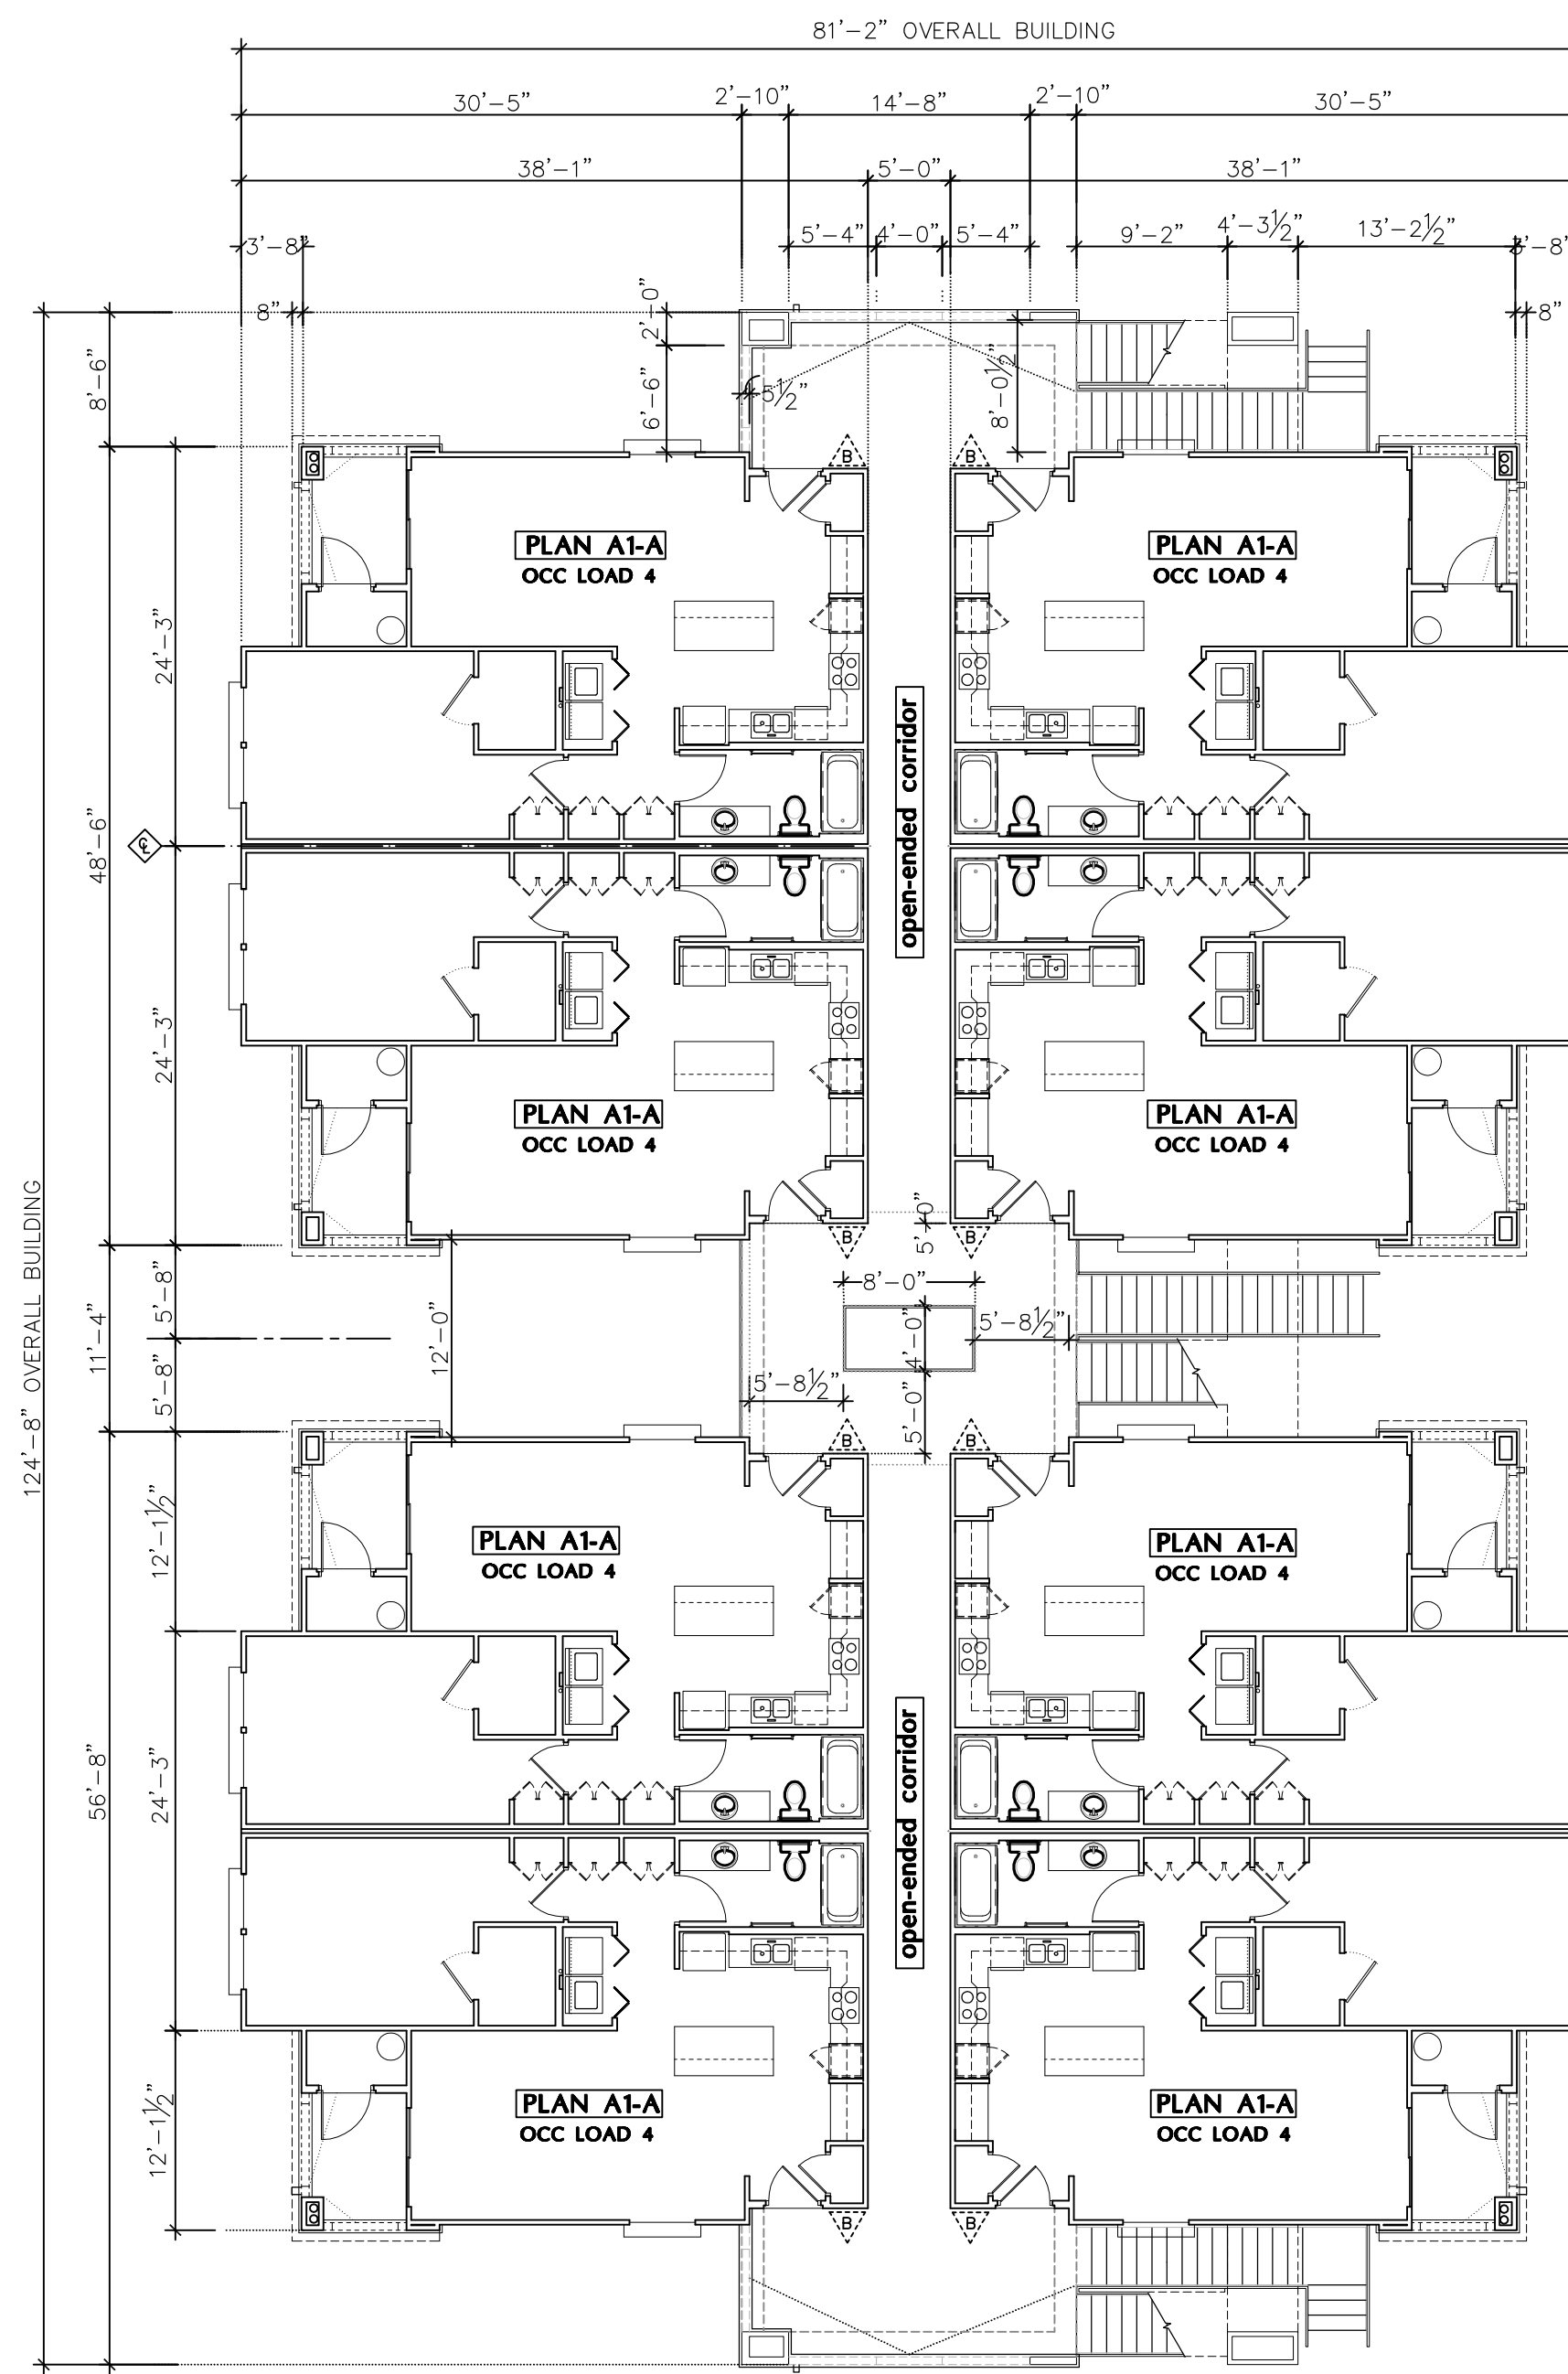 81'-2" OVERALL BUILDING
30'-5" 2'-10" 14'-8" 2'-10" 30'-5"
38'-1" 5'-0" 38'-1"
3'-8" 5'-4" 4'-0" 5'-4" 9'-2" 4'-3½" 13'-2½" 3'-8"
8" 2'-0" 8"
8'-6" 6'-6" 5½" 8'-0½"
B B
PLAN A1-A PLAN A1-A
OCC LOAD 4 OCC LOAD 4
24'-3"
open-ended corridor
48'-6"
24'-3"
PLAN A1-A PLAN A1-A
OCC LOAD 4 OCC LOAD 4
124'-8" OVERALL BUILDING
B B
5'-0"
5'-8" 8'-0"
11'-4" 12'-0" 4'-0" 5'-8½"
5'-8" 5'-8½" 5'-0"
B B
12'-1½"
PLAN A1-A PLAN A1-A
OCC LOAD 4 OCC LOAD 4
56'-8" 24'-3"
open-ended corridor
12'-1½"
PLAN A1-A PLAN A1-A
OCC LOAD 4 OCC LOAD 4
B B